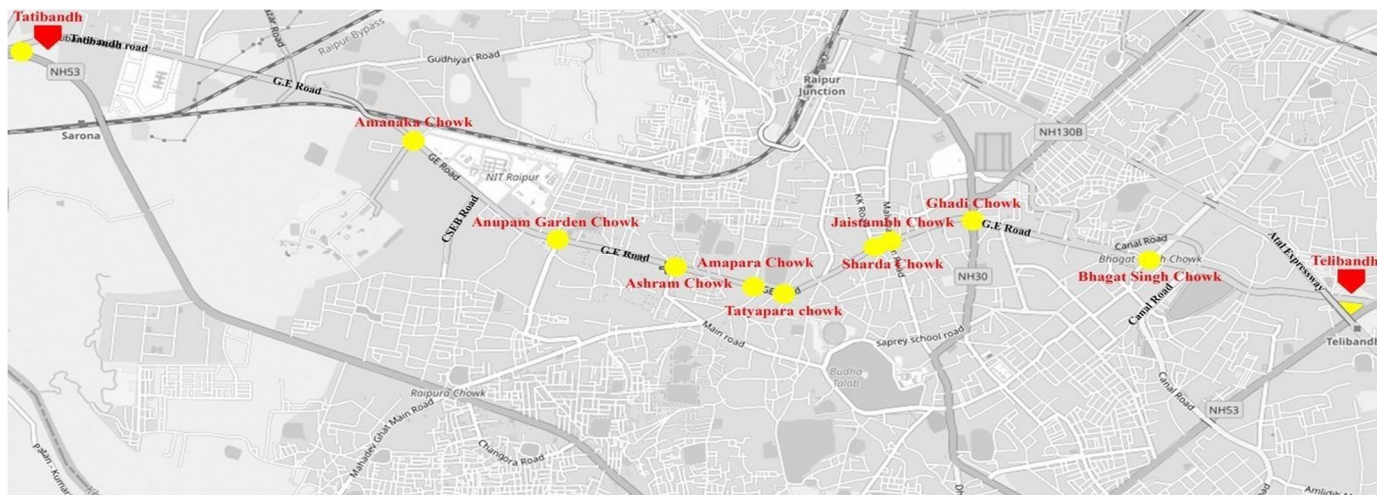 Tatibandh
Tatibandh road
Raipur Bypass
Gudhiyari Road
NH53
G.E Road
Raipur
Junction
Sarona
Amanaka Chowk
NH130B
GE Road
NIT Raipur
KK Road
Ghadi Chowk
Anupam Garden Chowk
Jaistambh Chowk
CSEB Road
G.E Road
Canal Road
G.E Road
Amapara Chowk
Sharda Chowk
Atal Expressway
Telibandh
Ashram Chowk
NH30
Bhagat Singh Chowk
Tatyapara chowk
Canal Road
Main road
saprey school road
Telibandh
Budha
Talab
Raipura Chowk
Canal Road
NH53
Mahadev Ghat Main Road
Changora Road